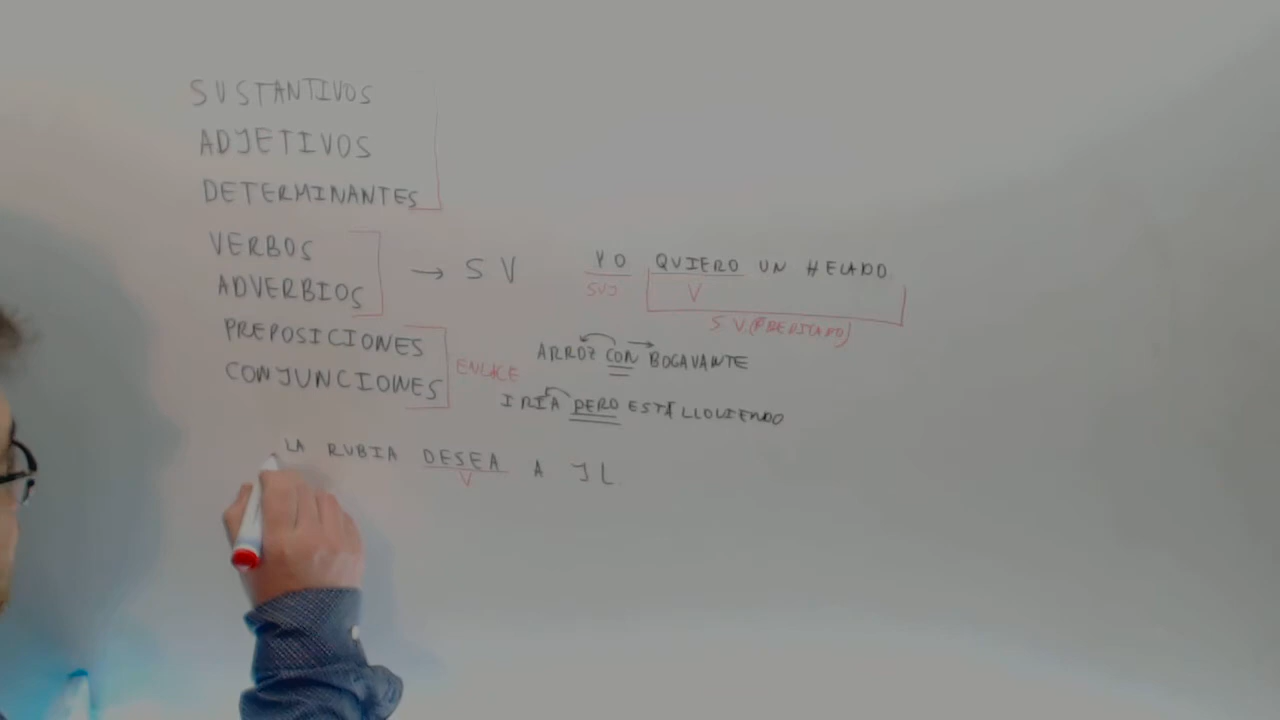 SUSTANTIVOS
ADJETIVOS
DETERMINANTES
VERBOS
ADVERBIOS
→ SV
YO QUIERO UN HELADO
SUJ V
S.V.(PREDICADO)
PREPOSICIONES
CONJUNCIONES
ENLACE
ARROZ CON BOGAVANTE
IRÍA PERO ESTÁ LLOVIENDO
LA RUBIA DESEA A JL
V